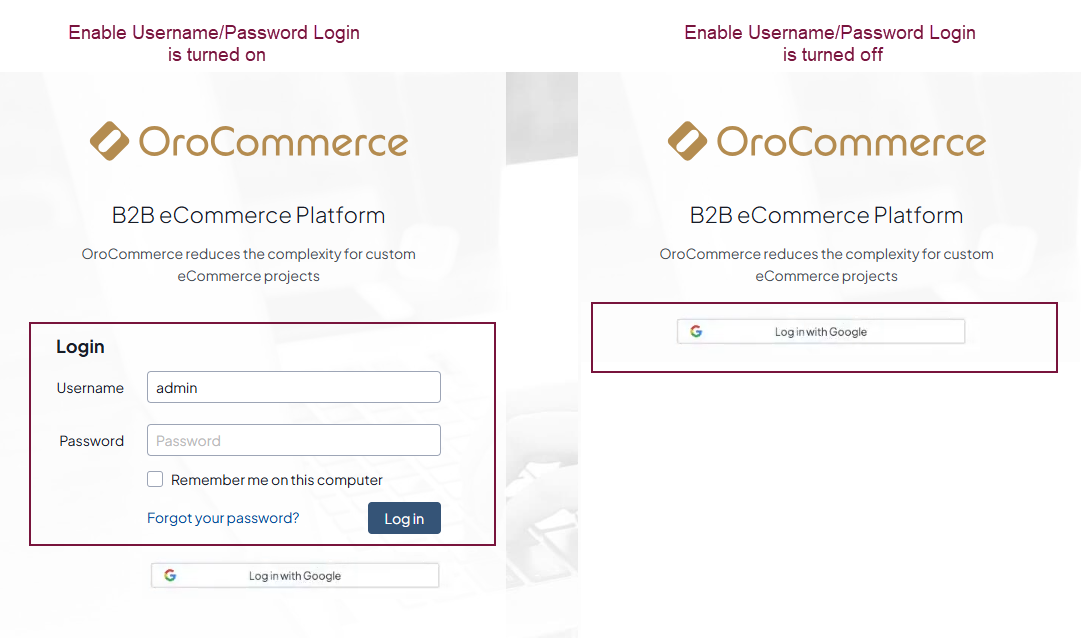 Enable Username/Password Login
is turned on
OroCommerce
B2B eCommerce Platform
OroCommerce reduces the complexity for custom
eCommerce projects
Login
Username
admin
Password
Password
Remember me on this computer
Forgot your password?
Log in
Log in with Google
Enable Username/Password Login
is turned off
OroCommerce
B2B eCommerce Platform
OroCommerce reduces the complexity for custom
eCommerce projects
Log in with Google